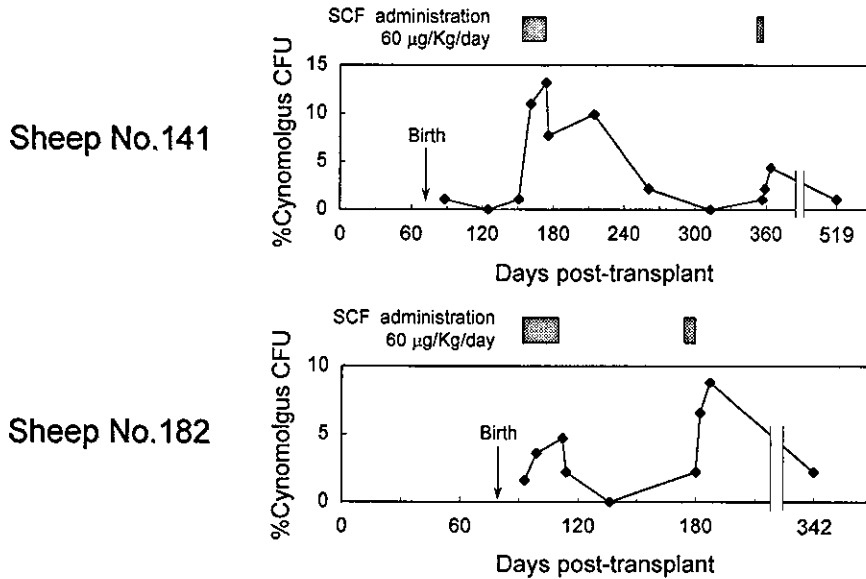 SCF administration
60 μg/Kg/day
Sheep No.141
%Cynomolgus CFU
15
10
5
0
Birth
0 60 120 180 240 300 360 519
Days post-transplant
SCF administration
60 μg/Kg/day
Sheep No.182
%Cynomolgus CFU
10
5
0
Birth
0 60 120 180 342
Days post-transplant